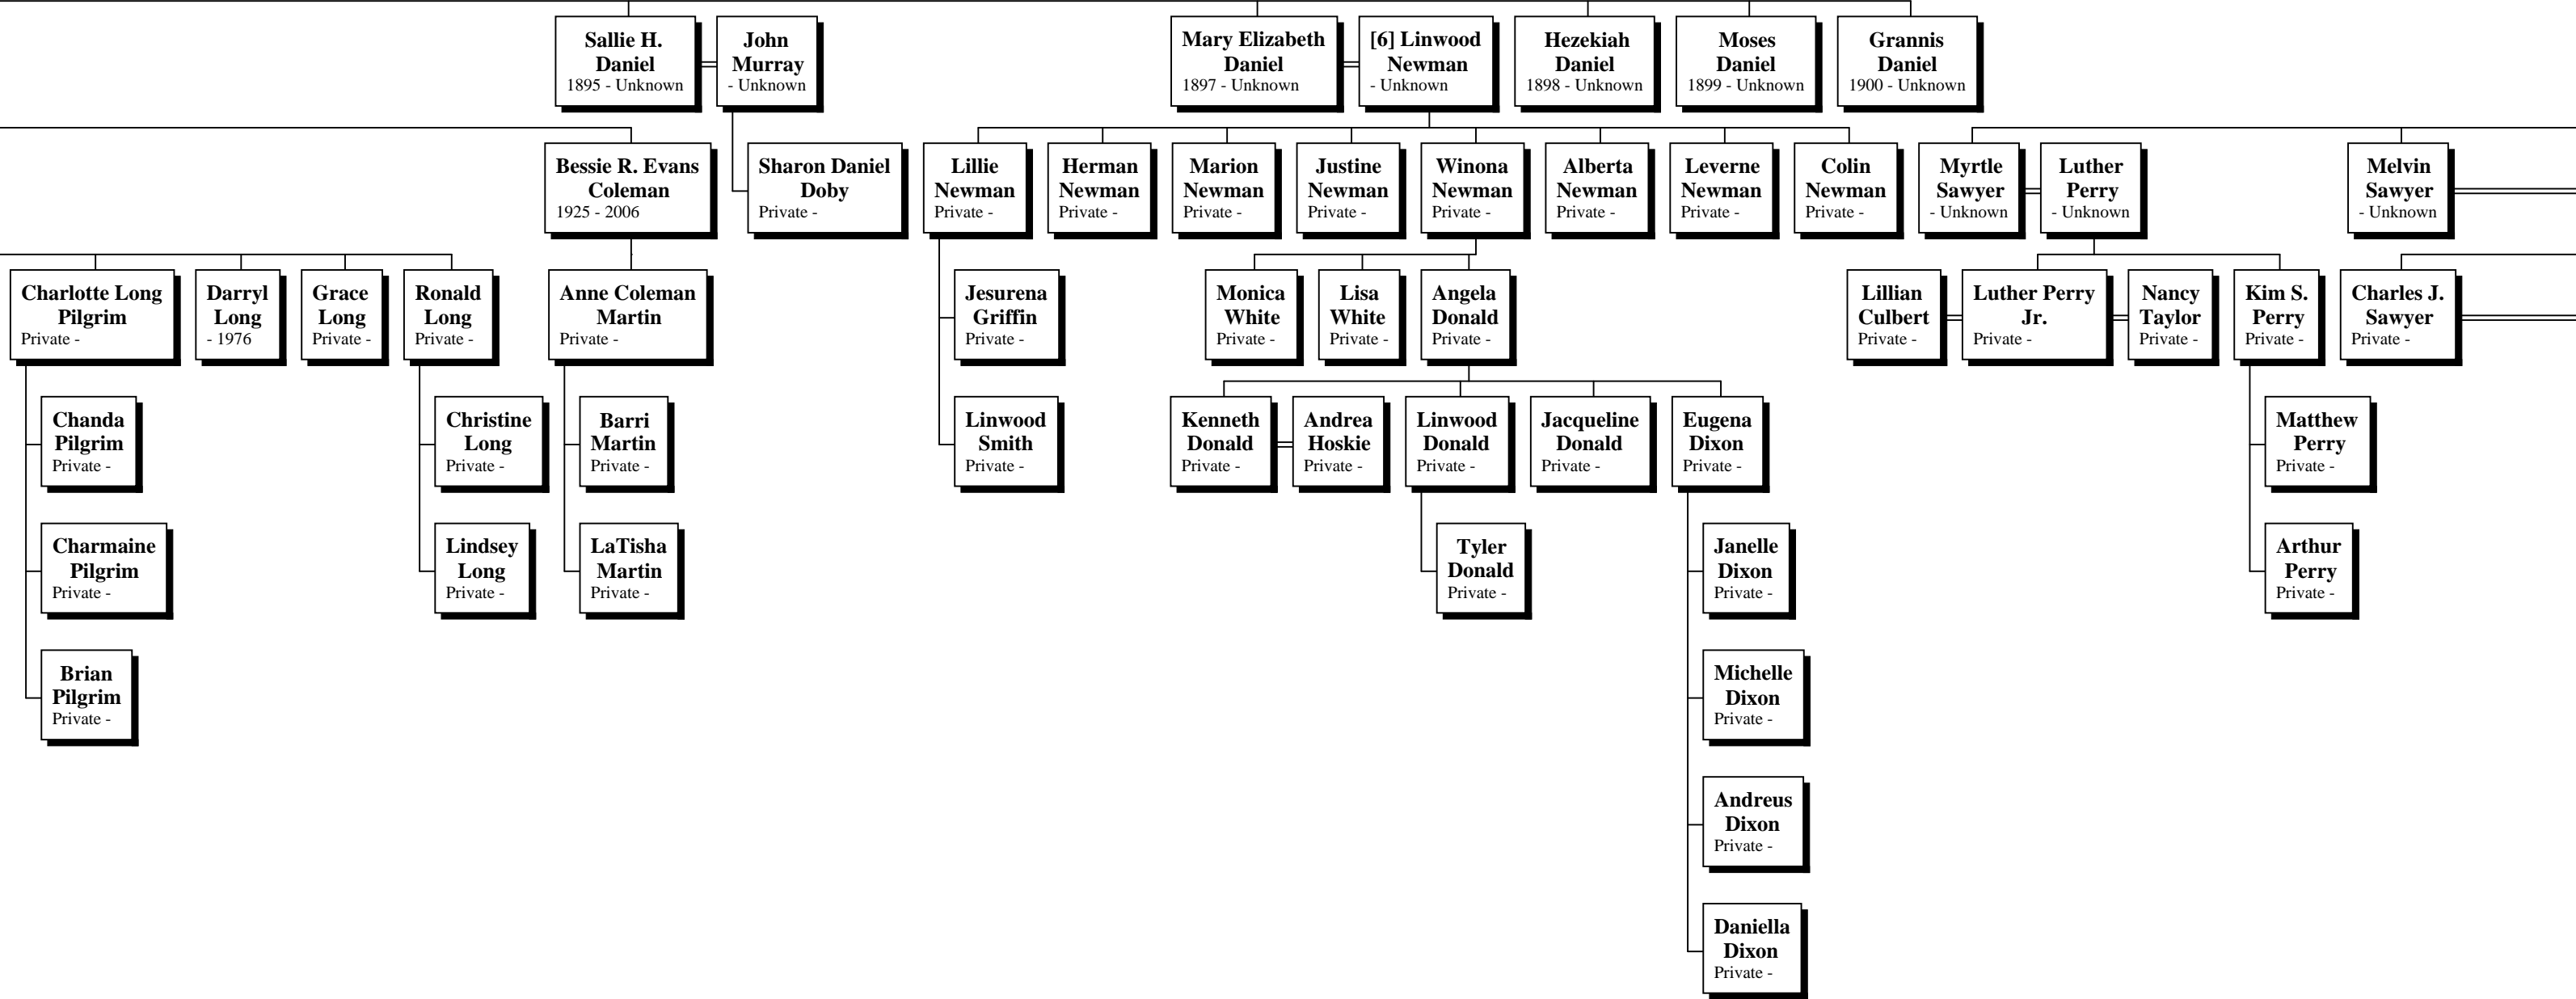 Sallie H.
Daniel
1895 - Unknown
John
Murray
- Unknown
Mary Elizabeth
Daniel
1897 - Unknown
[6] Linwood
Newman
- Unknown
Hezekiah
Daniel
1898 - Unknown
Moses
Daniel
1899 - Unknown
Grannis
Daniel
1900 - Unknown
Bessie R. Evans
Coleman
1925 - 2006
Sharon Daniel
Doby
Private -
Lillie
Newman
Private -
Herman
Newman
Private -
Marion
Newman
Private -
Justine
Newman
Private -
Winona
Newman
Private -
Alberta
Newman
Private -
Leverne
Newman
Private -
Colin
Newman
Private -
Myrtle
Sawyer
- Unknown
Luther
Perry
- Unknown
Melvin
Sawyer
- Unknown
Charlotte Long
Pilgrim
Private -
Darryl
Long
- 1976
Grace
Long
Private -
Ronald
Long
Private -
Anne Coleman
Martin
Private -
Jesurena
Griffin
Private -
Monica
White
Private -
Lisa
White
Private -
Angela
Donald
Private -
Lillian
Culbert
Private -
Luther Perry
Jr.
Private -
Nancy
Taylor
Private -
Kim S.
Perry
Private -
Charles J.
Sawyer
Private -
Chanda
Pilgrim
Private -
Christine
Long
Private -
Barri
Martin
Private -
Linwood
Smith
Private -
Kenneth
Donald
Private -
Andrea
Hoskie
Private -
Linwood
Donald
Private -
Jacqueline
Donald
Private -
Eugena
Dixon
Private -
Matthew
Perry
Private -
Charmaine
Pilgrim
Private -
Lindsey
Long
Private -
LaTisha
Martin
Private -
Tyler
Donald
Private -
Janelle
Dixon
Private -
Arthur
Perry
Private -
Brian
Pilgrim
Private -
Michelle
Dixon
Private -
Andreus
Dixon
Private -
Daniella
Dixon
Private -